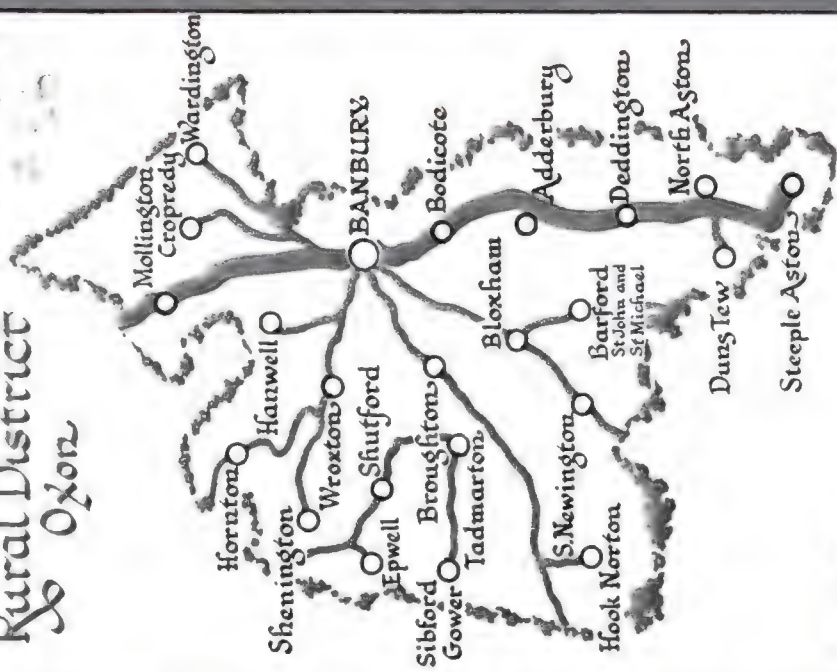 Rural District
Oxon
Mollington
Cropredy
Wardington
BANBURY
Hanwell
Hornton
Wroxton
Shutford
Shenington
Epwell
Sibford
Gower
Broughton
Tadmarton
Bodicote
Adderbury
Bloxham
Barford
St John and
St Michael
S. Newington
Hook Norton
Deddington
North Aston
Duns Tew
Steeple Aston